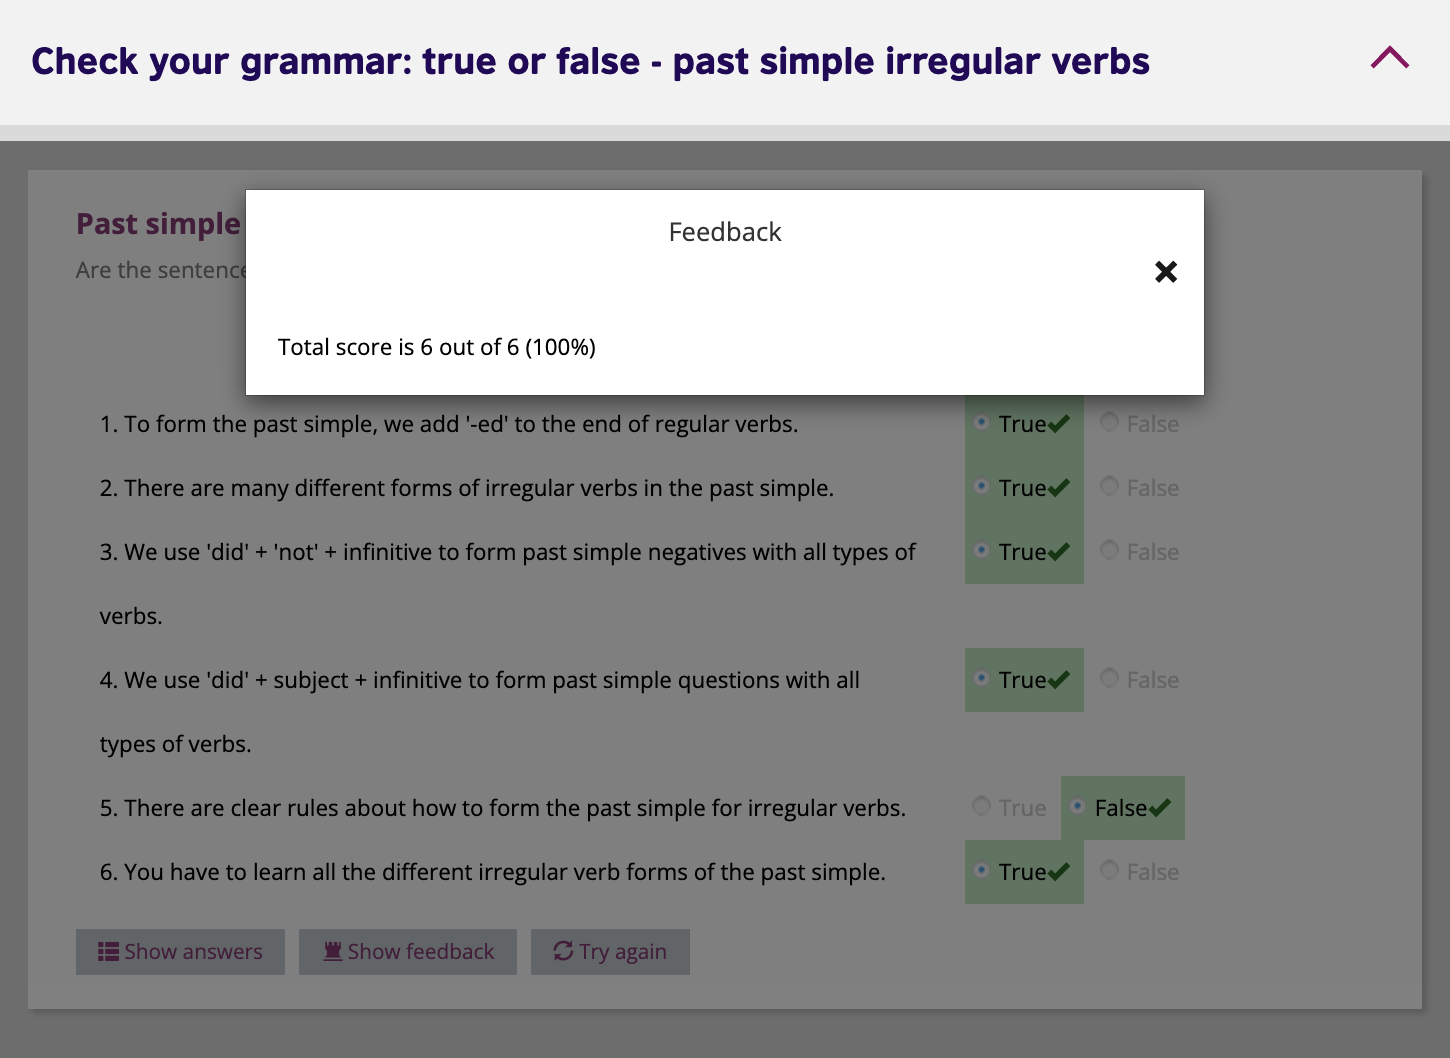 Check your grammar: true or false - past simple irregular verbs
Past simple
Are the sentence
Feedback
Total score is 6 out of 6 (100%)
1. To form the past simple, we add '-ed' to the end of regular verbs. True False
2. There are many different forms of irregular verbs in the past simple. True False
3. We use 'did' + 'not' + infinitive to form past simple negatives with all types of True False
verbs.
4. We use 'did' + subject + infinitive to form past simple questions with all True False
types of verbs.
5. There are clear rules about how to form the past simple for irregular verbs. True False
6. You have to learn all the different irregular verb forms of the past simple. True False
Show answers Show feedback Try again